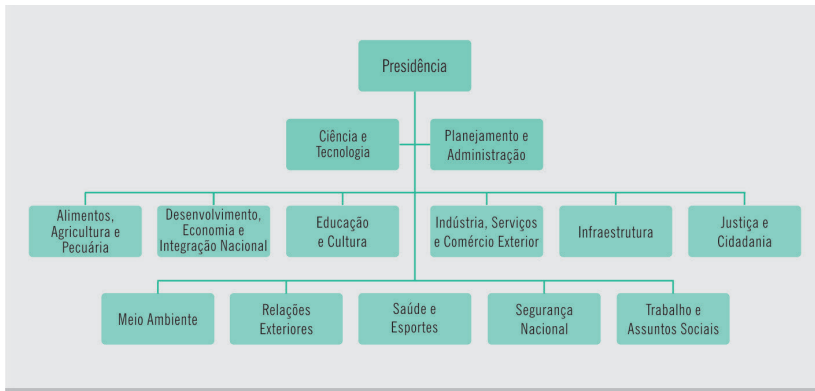 Presidência
Ciência e
Tecnologia
Planejamento e
Administração
Alimentos,
Agricultura e
Pecuária
Desenvolvimento,
Economia e
Integração Nacional
Educação
e Cultura
Indústria, Serviços
e Comércio Exterior
Infraestrutura
Justiça e
Cidadania
Meio Ambiente
Relações
Exteriores
Saúde e
Esportes
Segurança
Nacional
Trabalho e
Assuntos Sociais